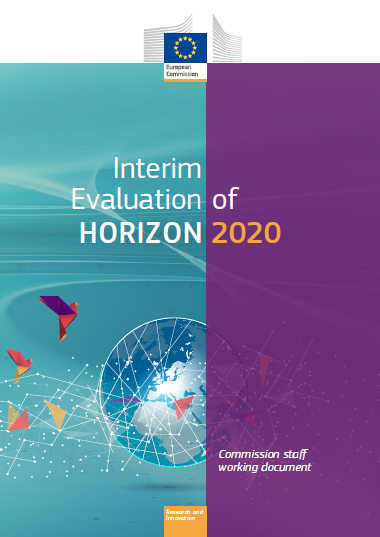 European
Commission
Interim
Evaluation of
HORIZON 2020
Commission staff
working document
Research and
Innovation